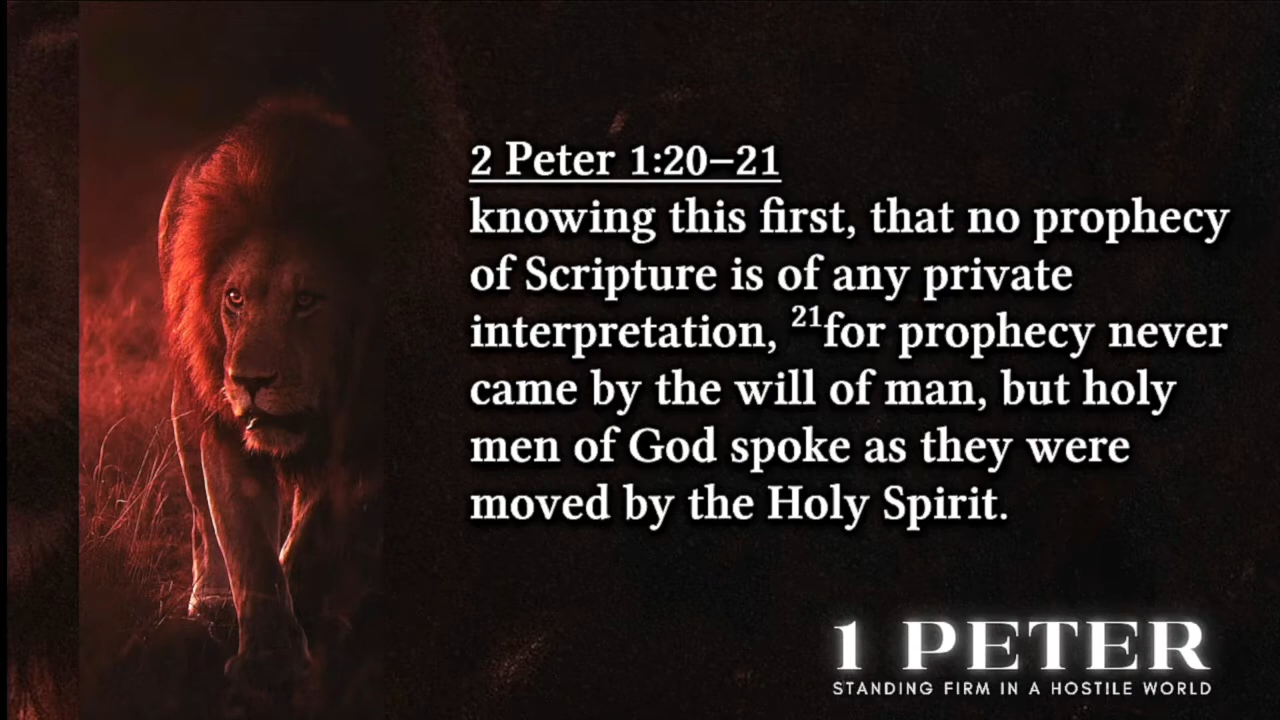 2 Peter 1:20–21
knowing this first, that no prophecy
of Scripture is of any private
interpretation, ²¹for prophecy never
came by the will of man, but holy
men of God spoke as they were
moved by the Holy Spirit.
1 PETER
STANDING FIRM IN A HOSTILE WORLD